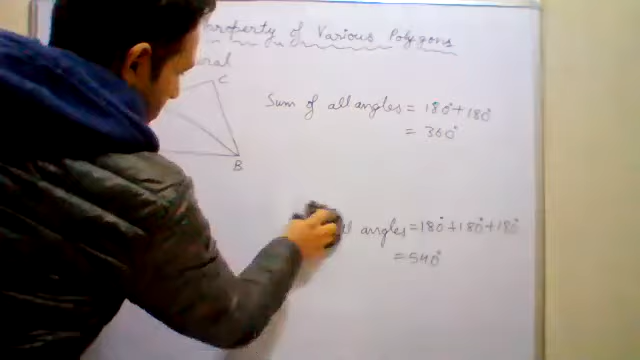 Property of Various Polygons
C
Sum of all angles = 180° + 180°
= 360°
B
angles = 180° + 180° + 180°
= 540°